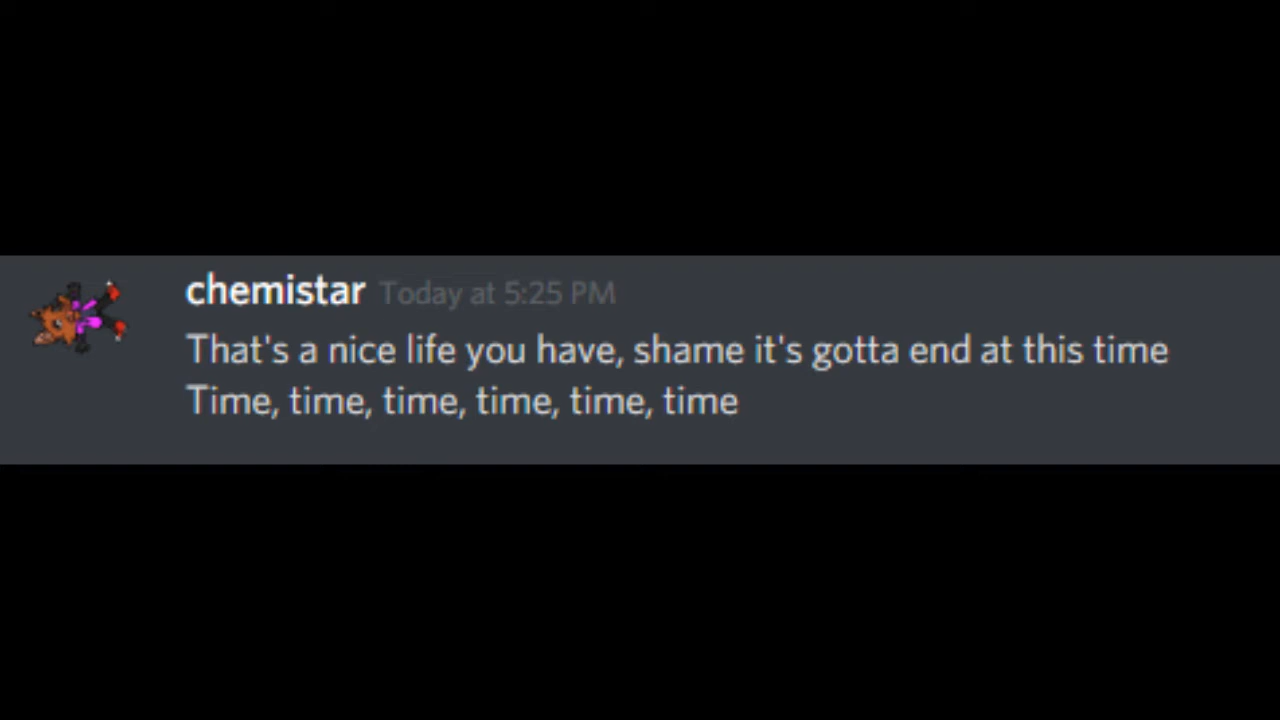 chemistar Today at 5:25 PM
That's a nice life you have, shame it's gotta end at this time
Time, time, time, time, time, time